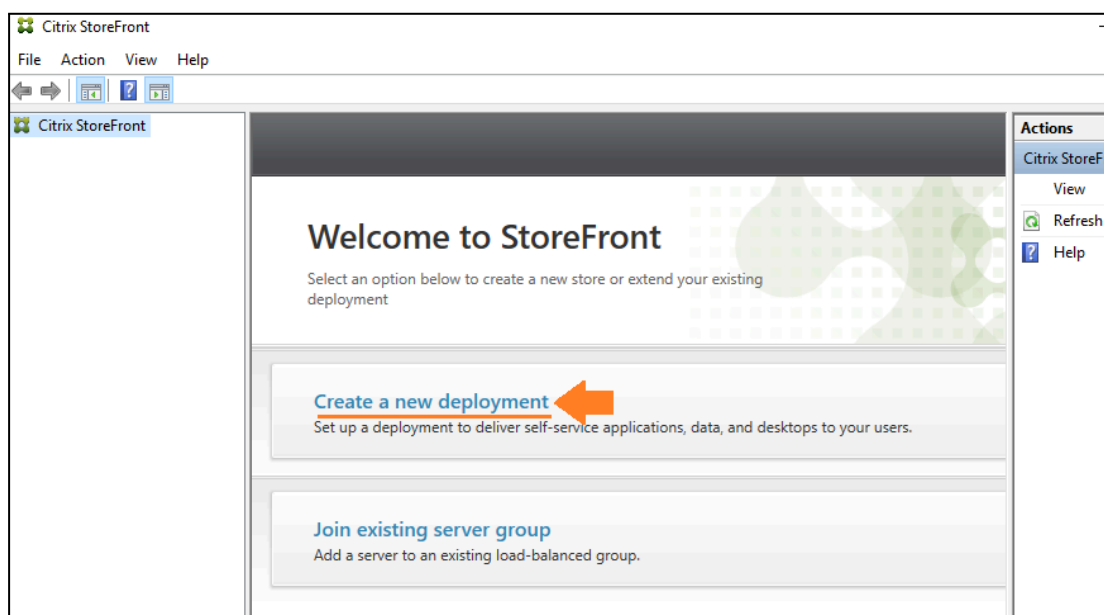 Citrix StoreFront
File Action View Help
Citrix StoreFront
Welcome to StoreFront
Select an option below to create a new store or extend your existing
deployment
Create a new deployment
Set up a deployment to deliver self-service applications, data, and desktops to your users.
Join existing server group
Add a server to an existing load-balanced group.
Actions
Citrix StoreF
View
Refresh
Help